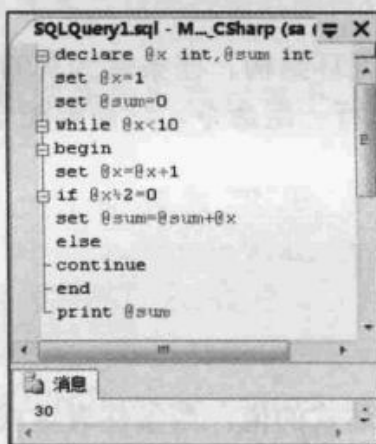 SQLQuery1.sql - M..._CSharp (sa (
declare @x int,@sum int
set @x=1
set @sum=0
while @x<10
begin
set @x=@x+1
if @x%2=0
set @sum=@sum+@x
else
continue
end
print @sum
消息
30